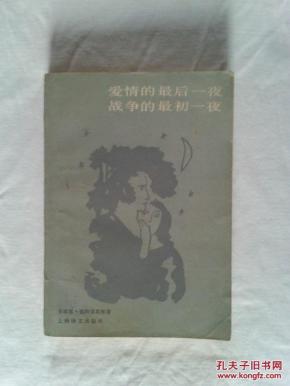 爱情的最后一夜
战争的最初一夜
上海译文出版社
孔夫子旧书网